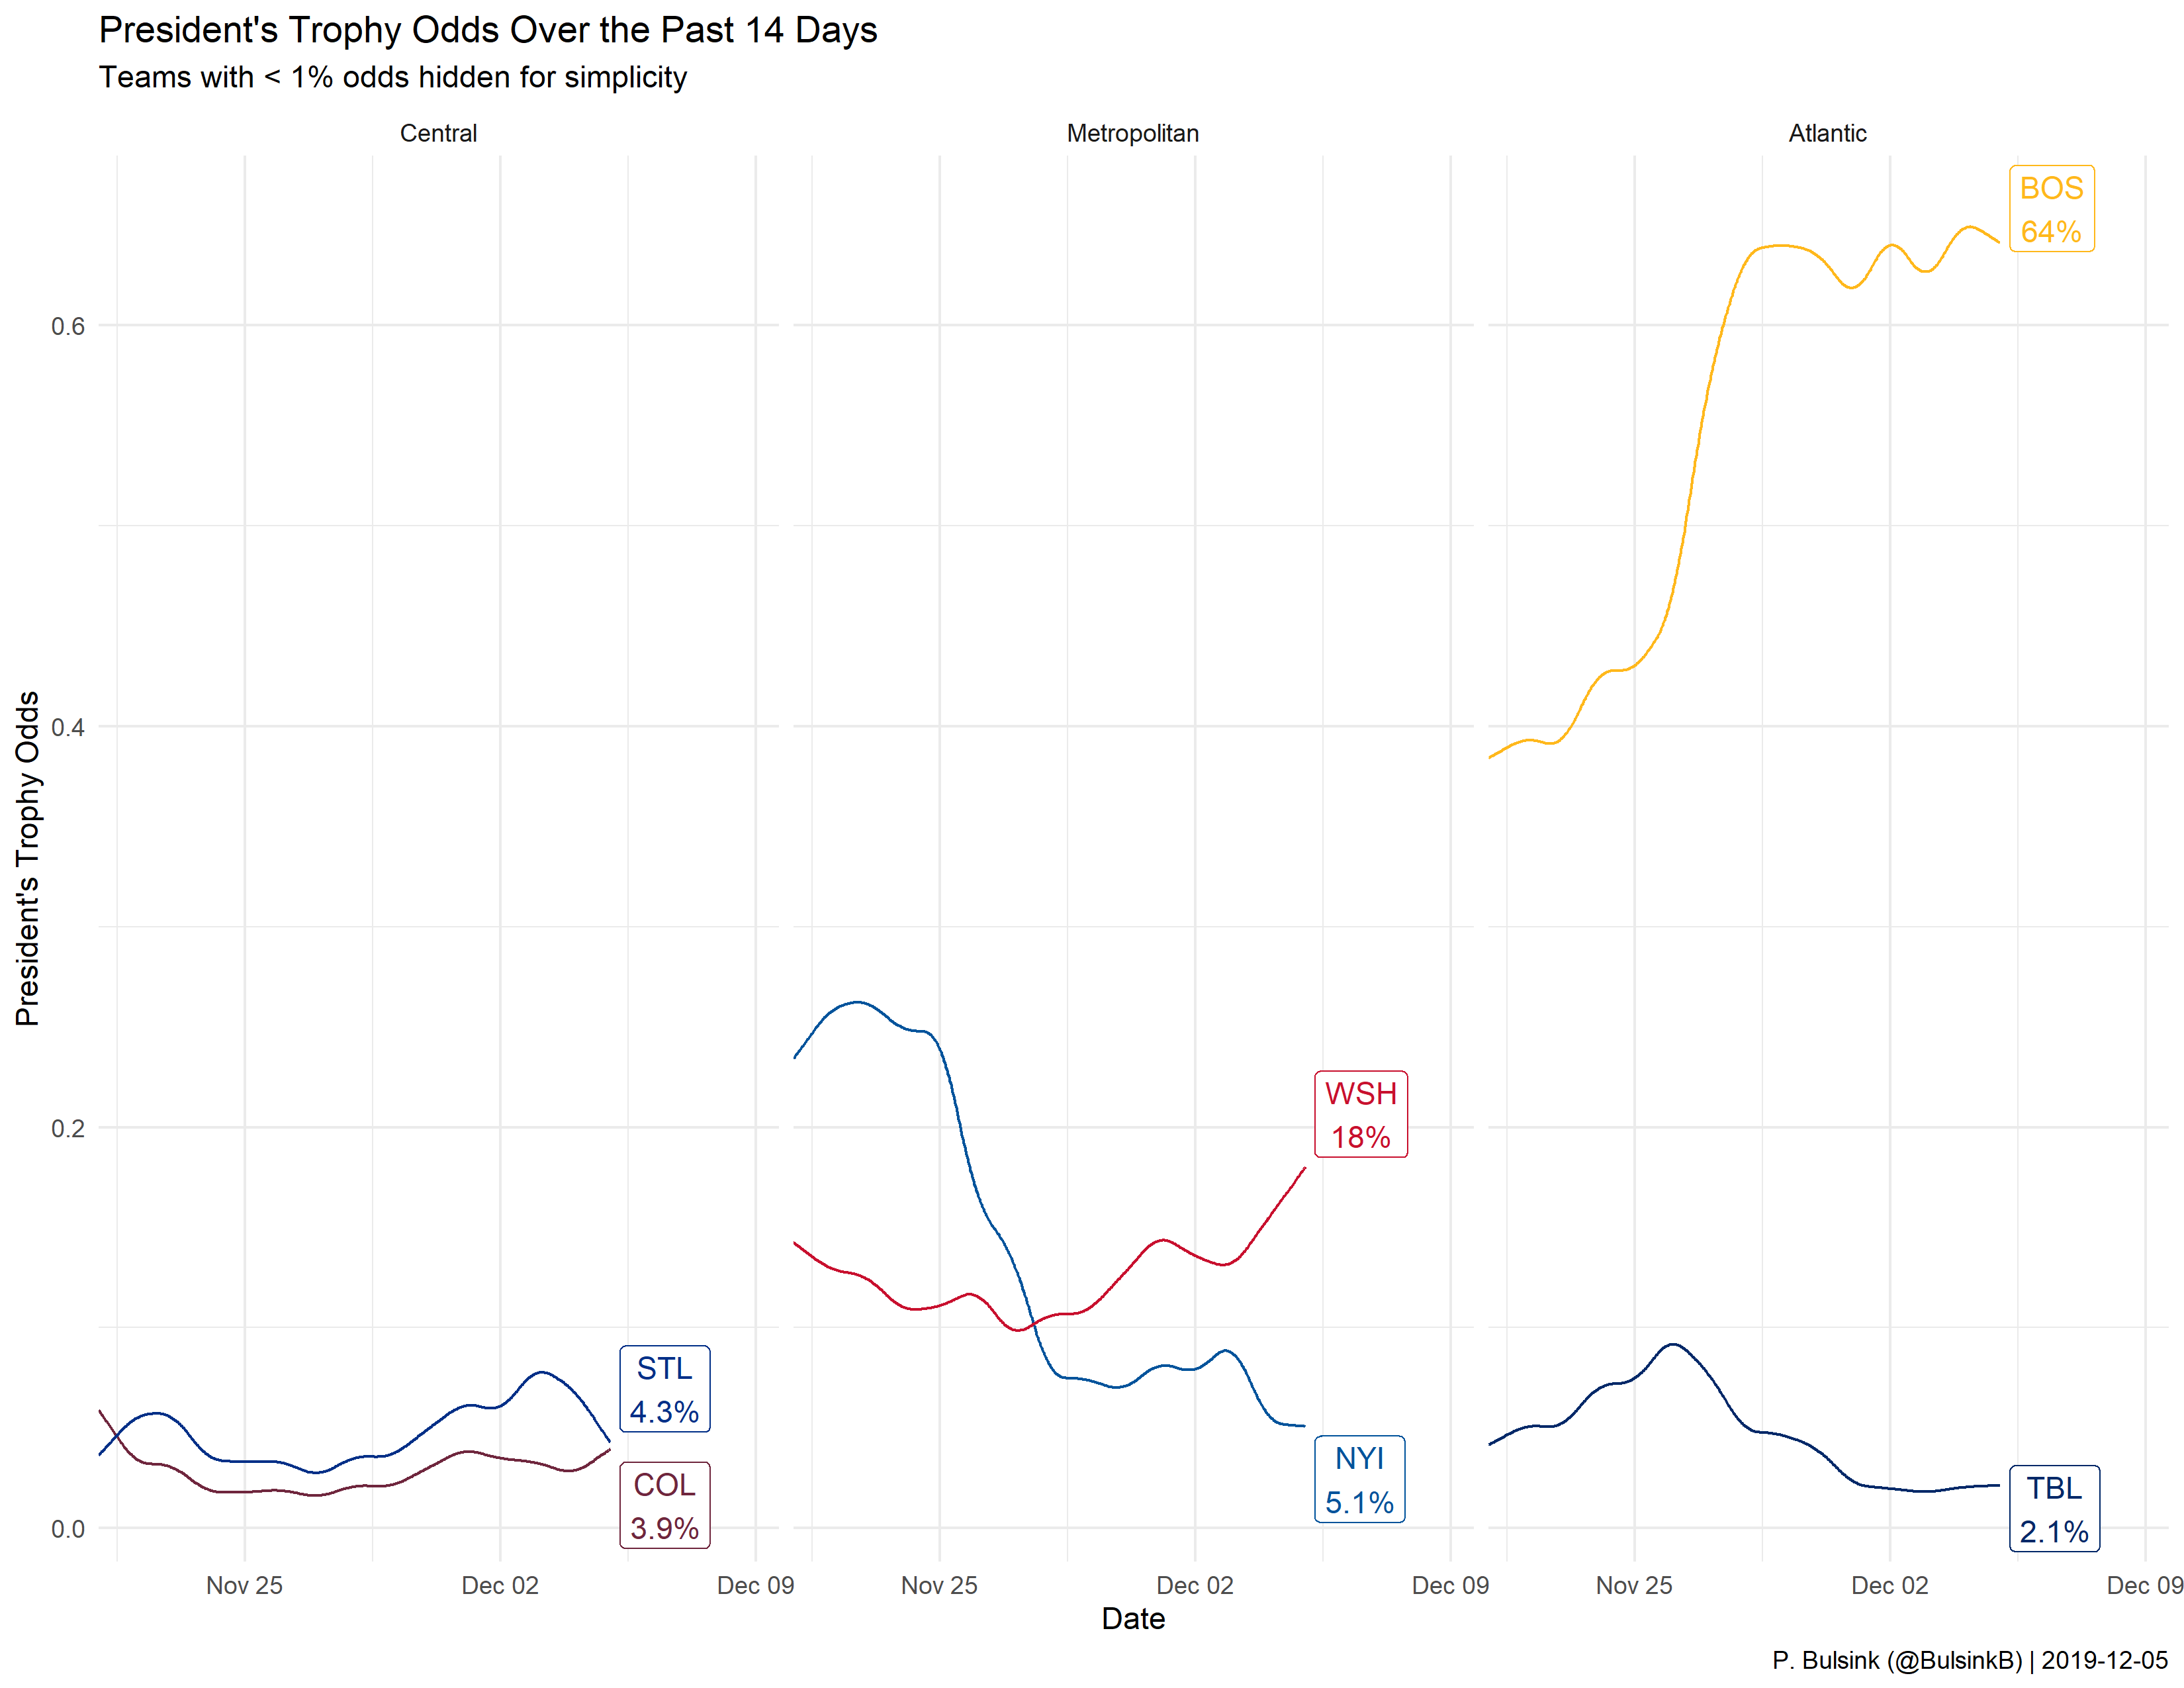 President's Trophy Odds Over the Past 14 Days
Teams with < 1% odds hidden for simplicity
Central
Metropolitan
Atlantic
BOS
64%
0.6
President's Trophy Odds
0.4
WSH
18%
0.2
STL
4.3%
COL
3.9%
NYI
5.1%
TBL
2.1%
0.0
Nov 25
Dec 02
Dec 09
Nov 25
Dec 02
Dec 09
Nov 25
Dec 02
Dec 09
Date
P. Bulsink (@BulsinkB) | 2019-12-05